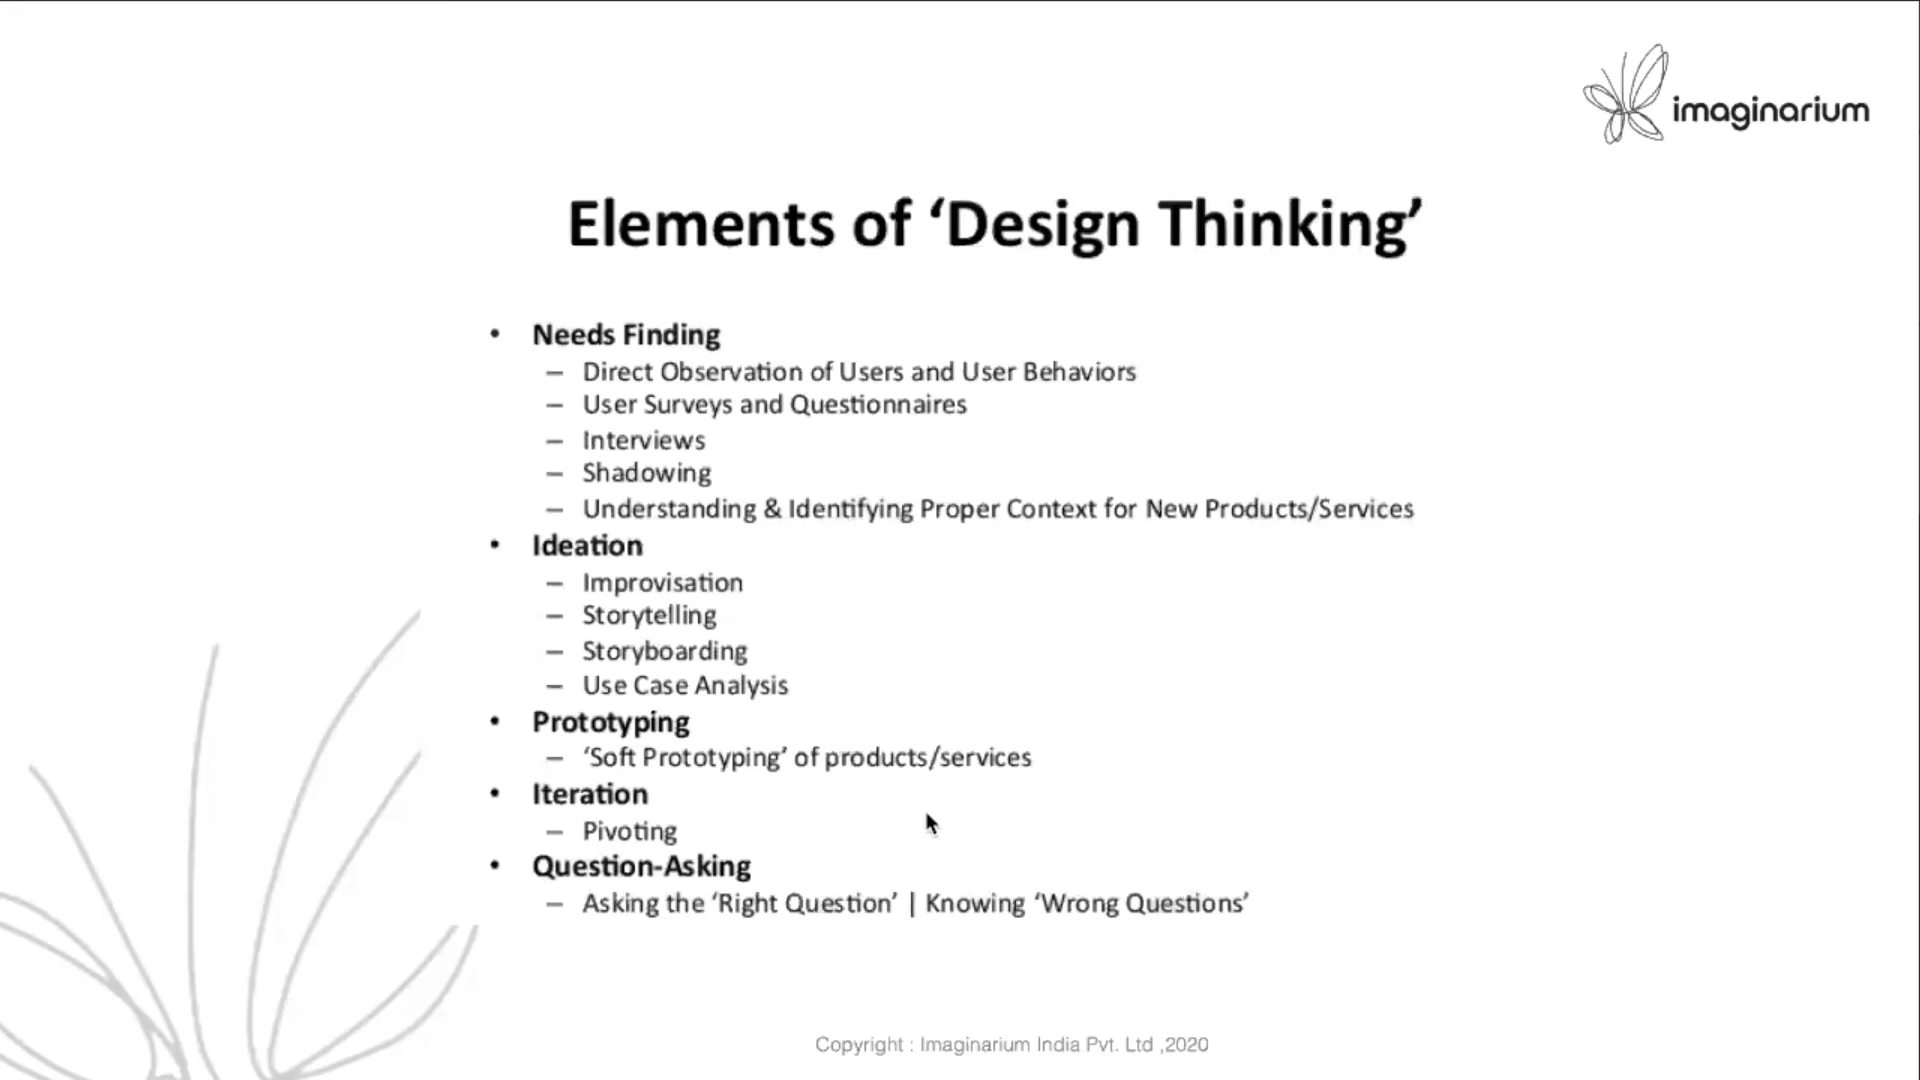 imaginarium
Elements of ‘Design Thinking’
• Needs Finding
– Direct Observation of Users and User Behaviors
– User Surveys and Questionnaires
– Interviews
– Shadowing
– Understanding & Identifying Proper Context for New Products/Services
• Ideation
– Improvisation
– Storytelling
– Storyboarding
– Use Case Analysis
• Prototyping
– ‘Soft Prototyping’ of products/services
• Iteration
– Pivoting
• Question-Asking
– Asking the ‘Right Question’ | Knowing ‘Wrong Questions’
Copyright : Imaginarium India Pvt. Ltd ,2020